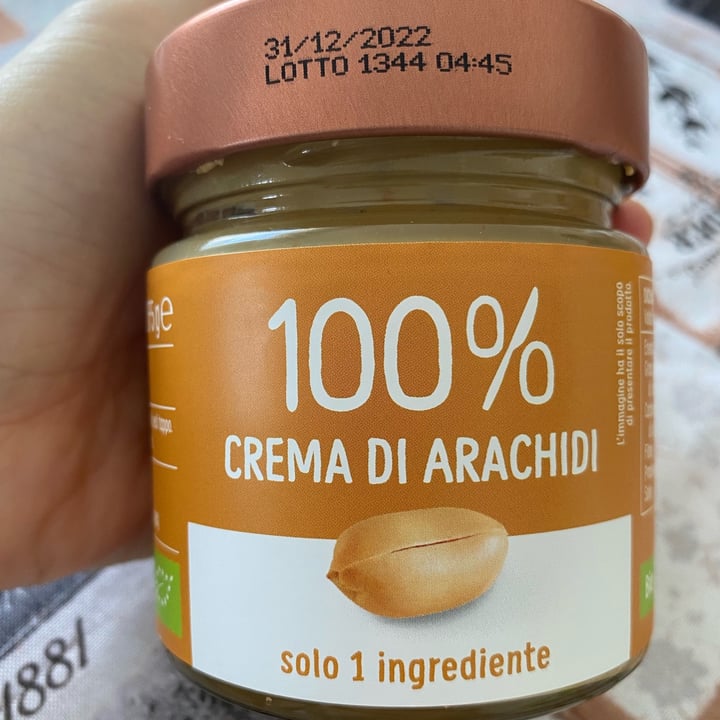 31/12/2022
LOTTO 1344 04:45
100%
CREMA DI ARACHIDI
solo 1 ingrediente
L'immagine ha il solo scopo
di presentare il prodotto.
tappo.
1881